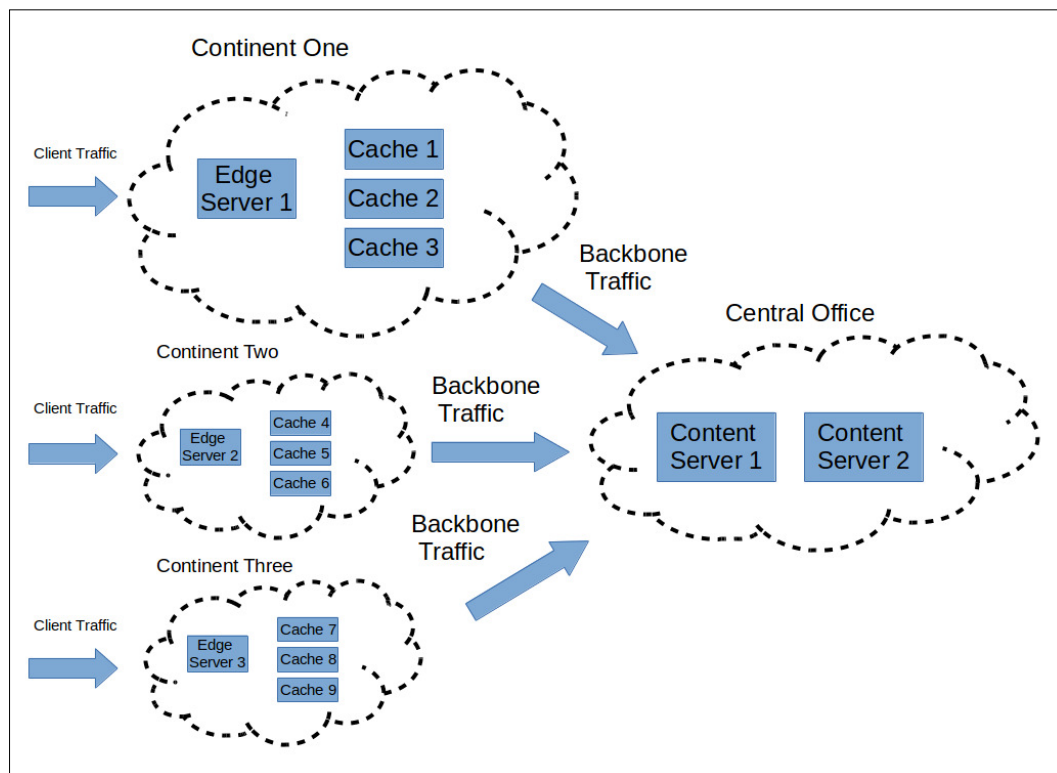 Continent One
Client Traffic
Edge
Server 1
Cache 1
Cache 2
Cache 3
Backbone
Traffic
Central Office
Content
Server 1
Content
Server 2
Continent Two
Client Traffic
Edge
Server 2
Cache 4
Cache 5
Cache 6
Backbone
Traffic
Continent Three
Client Traffic
Edge
Server 3
Cache 7
Cache 8
Cache 9
Backbone
Traffic